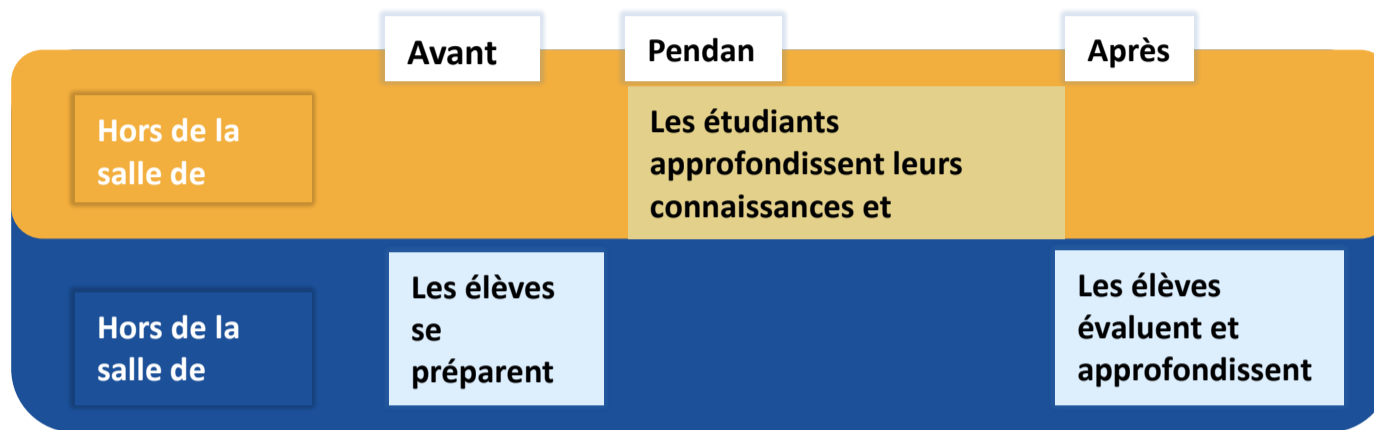 Avant
Pendan
Après
Hors de la
salle de
Les étudiants
approfondissent leurs
connaissances et
Hors de la
salle de
Les élèves
se
préparent
Les élèves
évaluent et
approfondissent